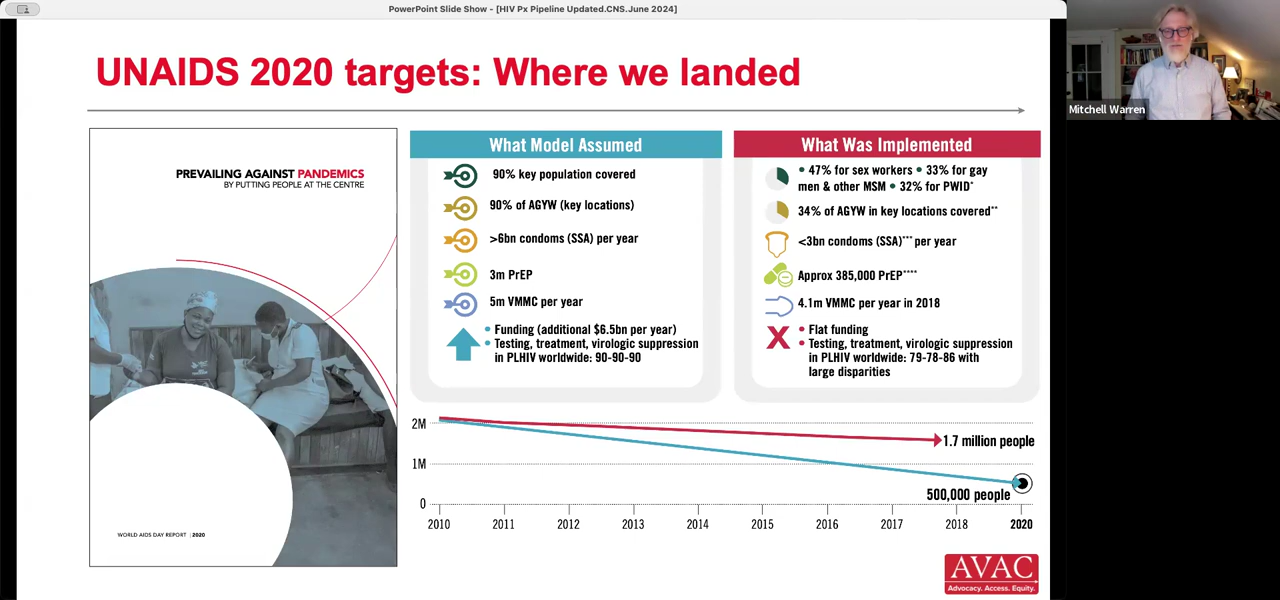 PowerPoint Slide Show - [HIV Px Pipeline Updated.CNS.June 2024]
Mitchell Warren
UNAIDS 2020 targets: Where we landed
PREVAILING AGAINST PANDEMICS
BY PUTTING PEOPLE AT THE CENTRE
WORLD AIDS DAY REPORT | 2020
What Model Assumed
90% key population covered
90% of AGYW (key locations)
>6bn condoms (SSA) per year
3m PrEP
5m VMMC per year
• Funding (additional $6.5bn per year)
• Testing, treatment, virologic suppression
in PLHIV worldwide: 90-90-90
What Was Implemented
• 47% for sex workers • 33% for gay
men & other MSM • 32% for PWID*
34% of AGYW in key locations covered**
<3bn condoms (SSA)*** per year
Approx 385,000 PrEP****
4.1m VMMC per year in 2018
X
• Flat funding
• Testing, treatment, virologic suppression
in PLHIV worldwide: 79-78-86 with
large disparities
2M
1M
0
1.7 million people
500,000 people
2010 2011 2012 2013 2014 2015 2016 2017 2018 2020
AVAC
Advocacy. Access. Equity.